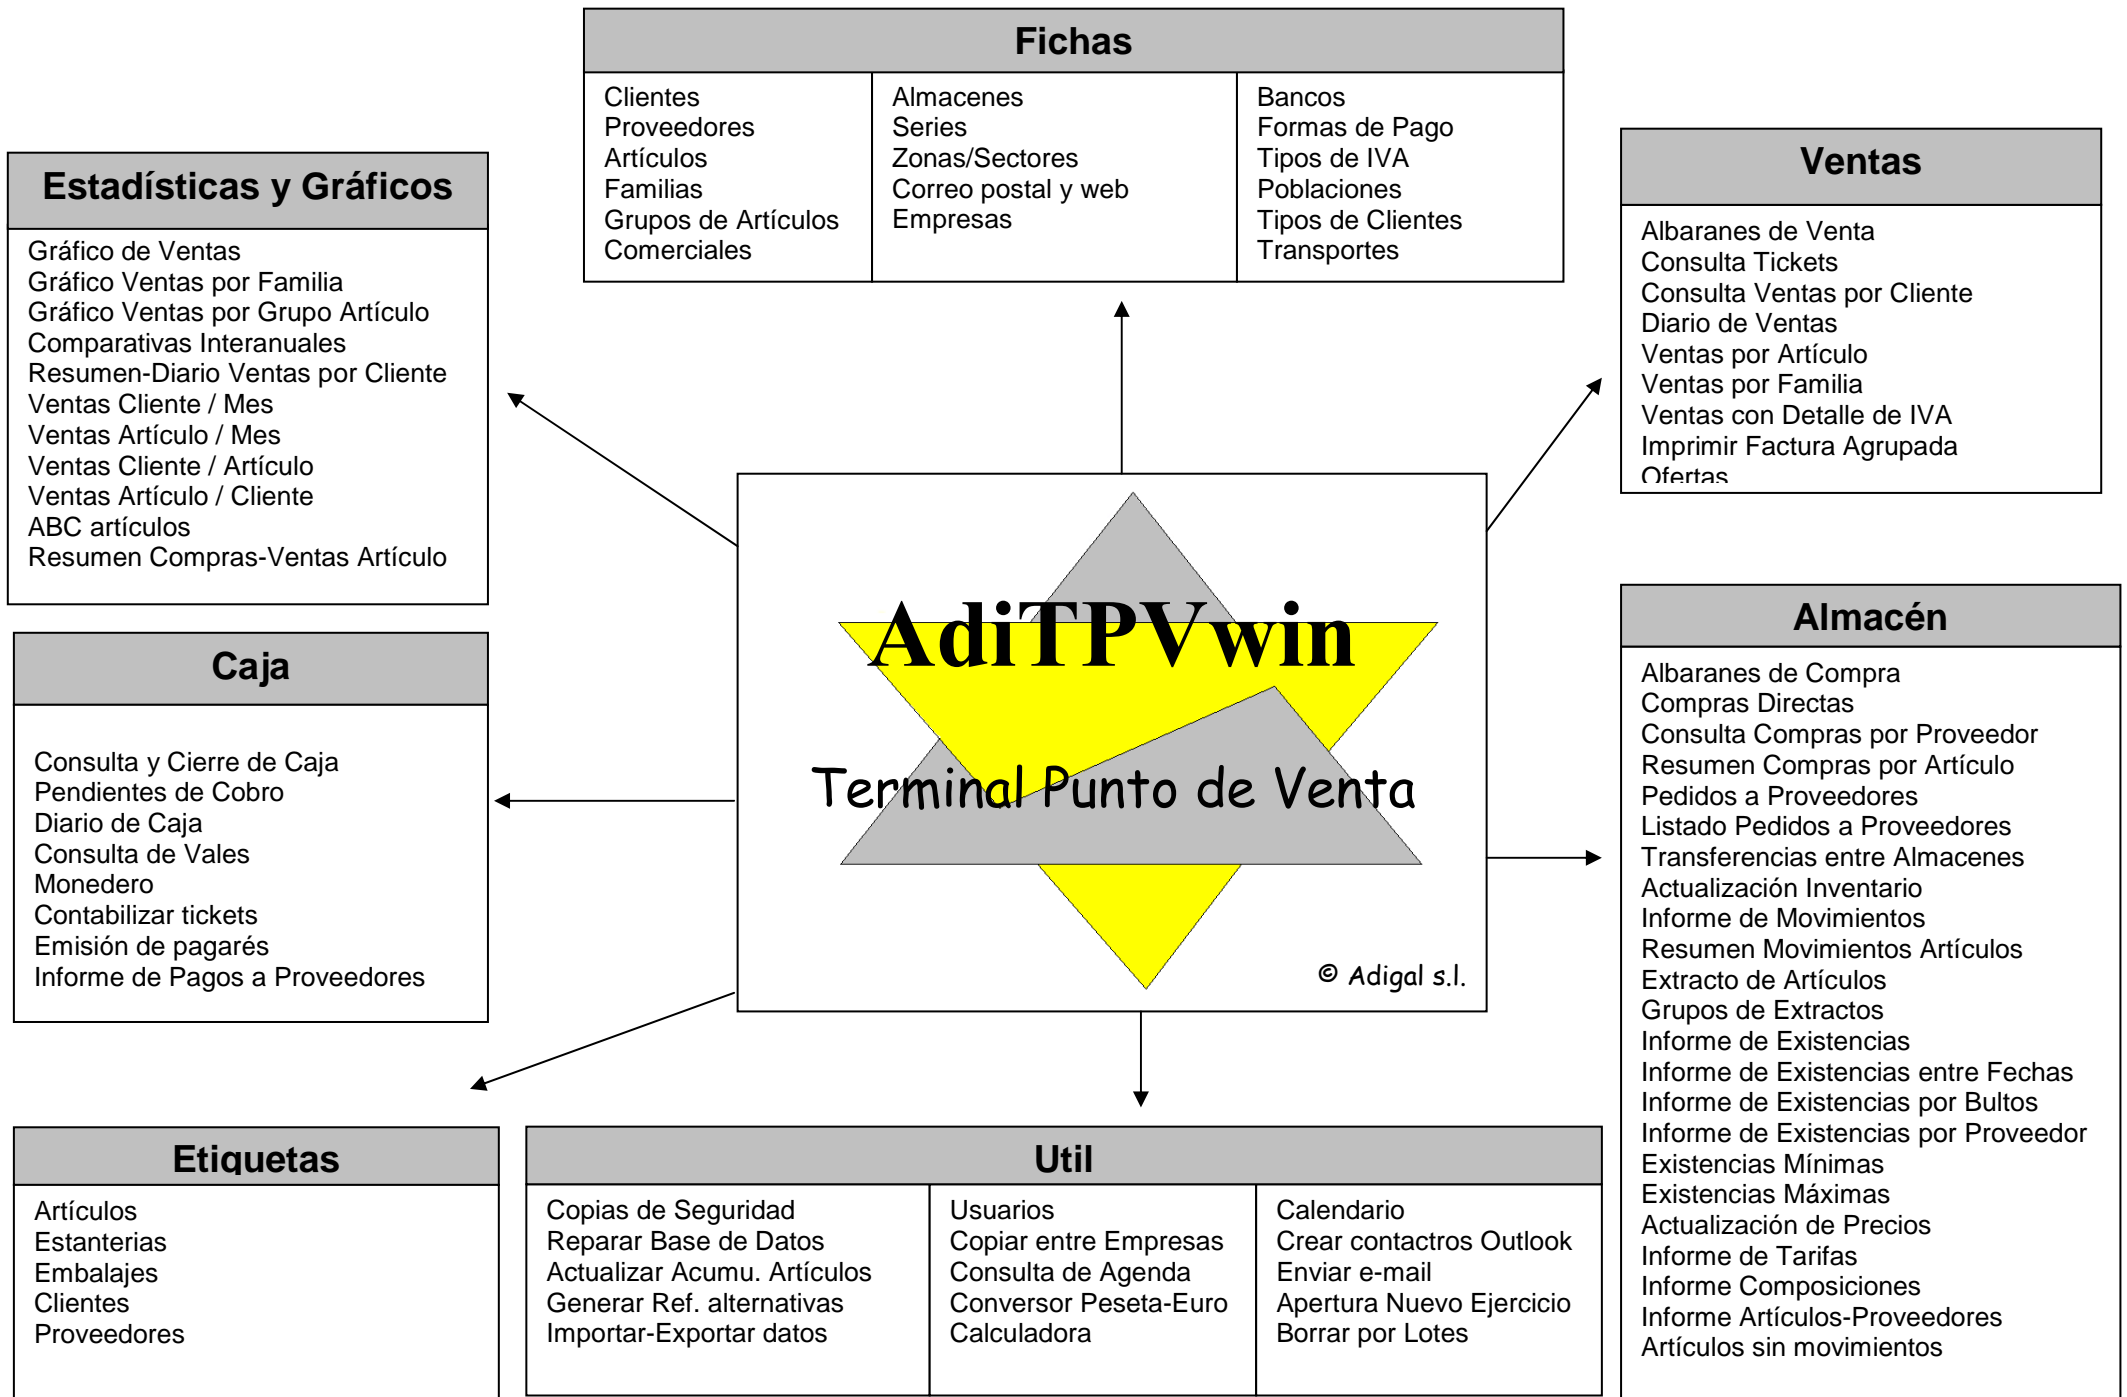 Fichas
Clientes
Proveedores
Artículos
Familias
Grupos de Artículos
Comerciales
Almacenes
Series
Zonas/Sectores
Correo postal y web
Empresas
Bancos
Formas de Pago
Tipos de IVA
Poblaciones
Tipos de Clientes
Transportes
Estadísticas y Gráficos
Gráfico de Ventas
Gráfico Ventas por Familia
Gráfico Ventas por Grupo Artículo
Comparativas Interanuales
Resumen-Diario Ventas por Cliente
Ventas Cliente / Mes
Ventas Artículo / Mes
Ventas Cliente / Artículo
Ventas Artículo / Cliente
ABC artículos
Resumen Compras-Ventas Artículo
Ventas
Albaranes de Venta
Consulta Tickets
Consulta Ventas por Cliente
Diario de Ventas
Ventas por Artículo
Ventas por Familia
Ventas con Detalle de IVA
Imprimir Factura Agrupada
Ofertas
AdiTPVwin
Terminal Punto de Venta
© Adigal s.l.
Caja
Consulta y Cierre de Caja
Pendientes de Cobro
Diario de Caja
Consulta de Vales
Monedero
Contabilizar tickets
Emisión de pagarés
Informe de Pagos a Proveedores
Almacén
Albaranes de Compra
Compras Directas
Consulta Compras por Proveedor
Resumen Compras por Artículo
Pedidos a Proveedores
Listado Pedidos a Proveedores
Transferencias entre Almacenes
Actualización Inventario
Informe de Movimientos
Resumen Movimientos Artículos
Extracto de Artículos
Grupos de Extractos
Informe de Existencias
Informe de Existencias entre Fechas
Informe de Existencias por Bultos
Informe de Existencias por Proveedor
Existencias Mínimas
Existencias Máximas
Actualización de Precios
Informe de Tarifas
Informe Composiciones
Informe Artículos-Proveedores
Artículos sin movimientos
Etiquetas
Artículos
Estanterias
Embalajes
Clientes
Proveedores
Util
Copias de Seguridad
Reparar Base de Datos
Actualizar Acumu. Artículos
Generar Ref. alternativas
Importar-Exportar datos
Usuarios
Copiar entre Empresas
Consulta de Agenda
Conversor Peseta-Euro
Calculadora
Calendario
Crear contactros Outlook
Enviar e-mail
Apertura Nuevo Ejercicio
Borrar por Lotes